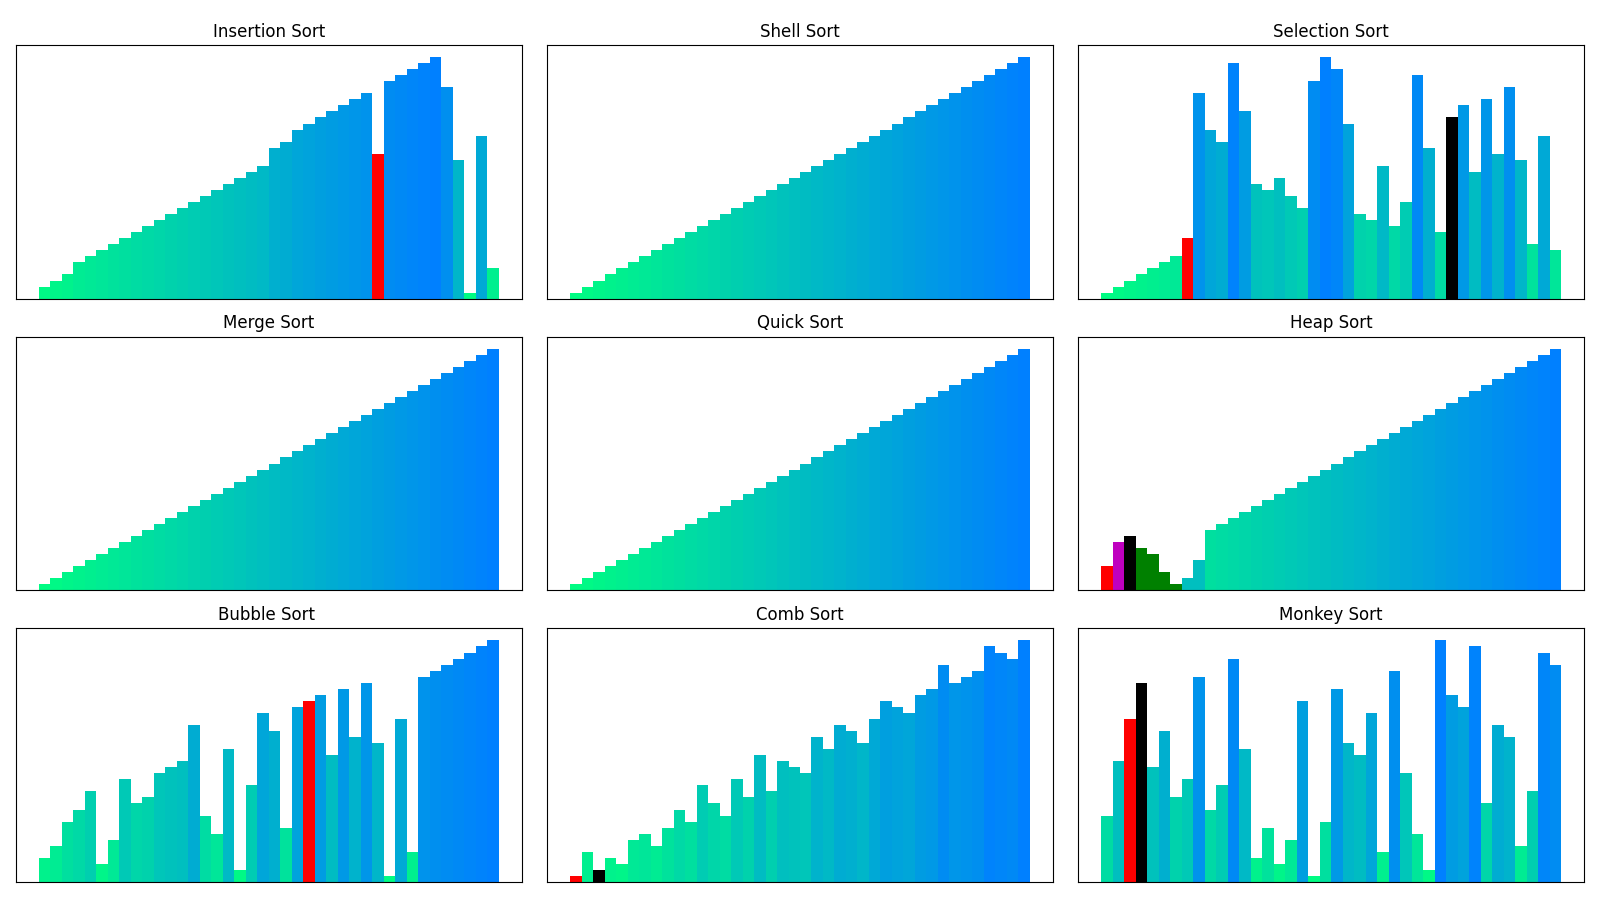 Insertion Sort
Shell Sort
Selection Sort
Merge Sort
Quick Sort
Heap Sort
Bubble Sort
Comb Sort
Monkey Sort